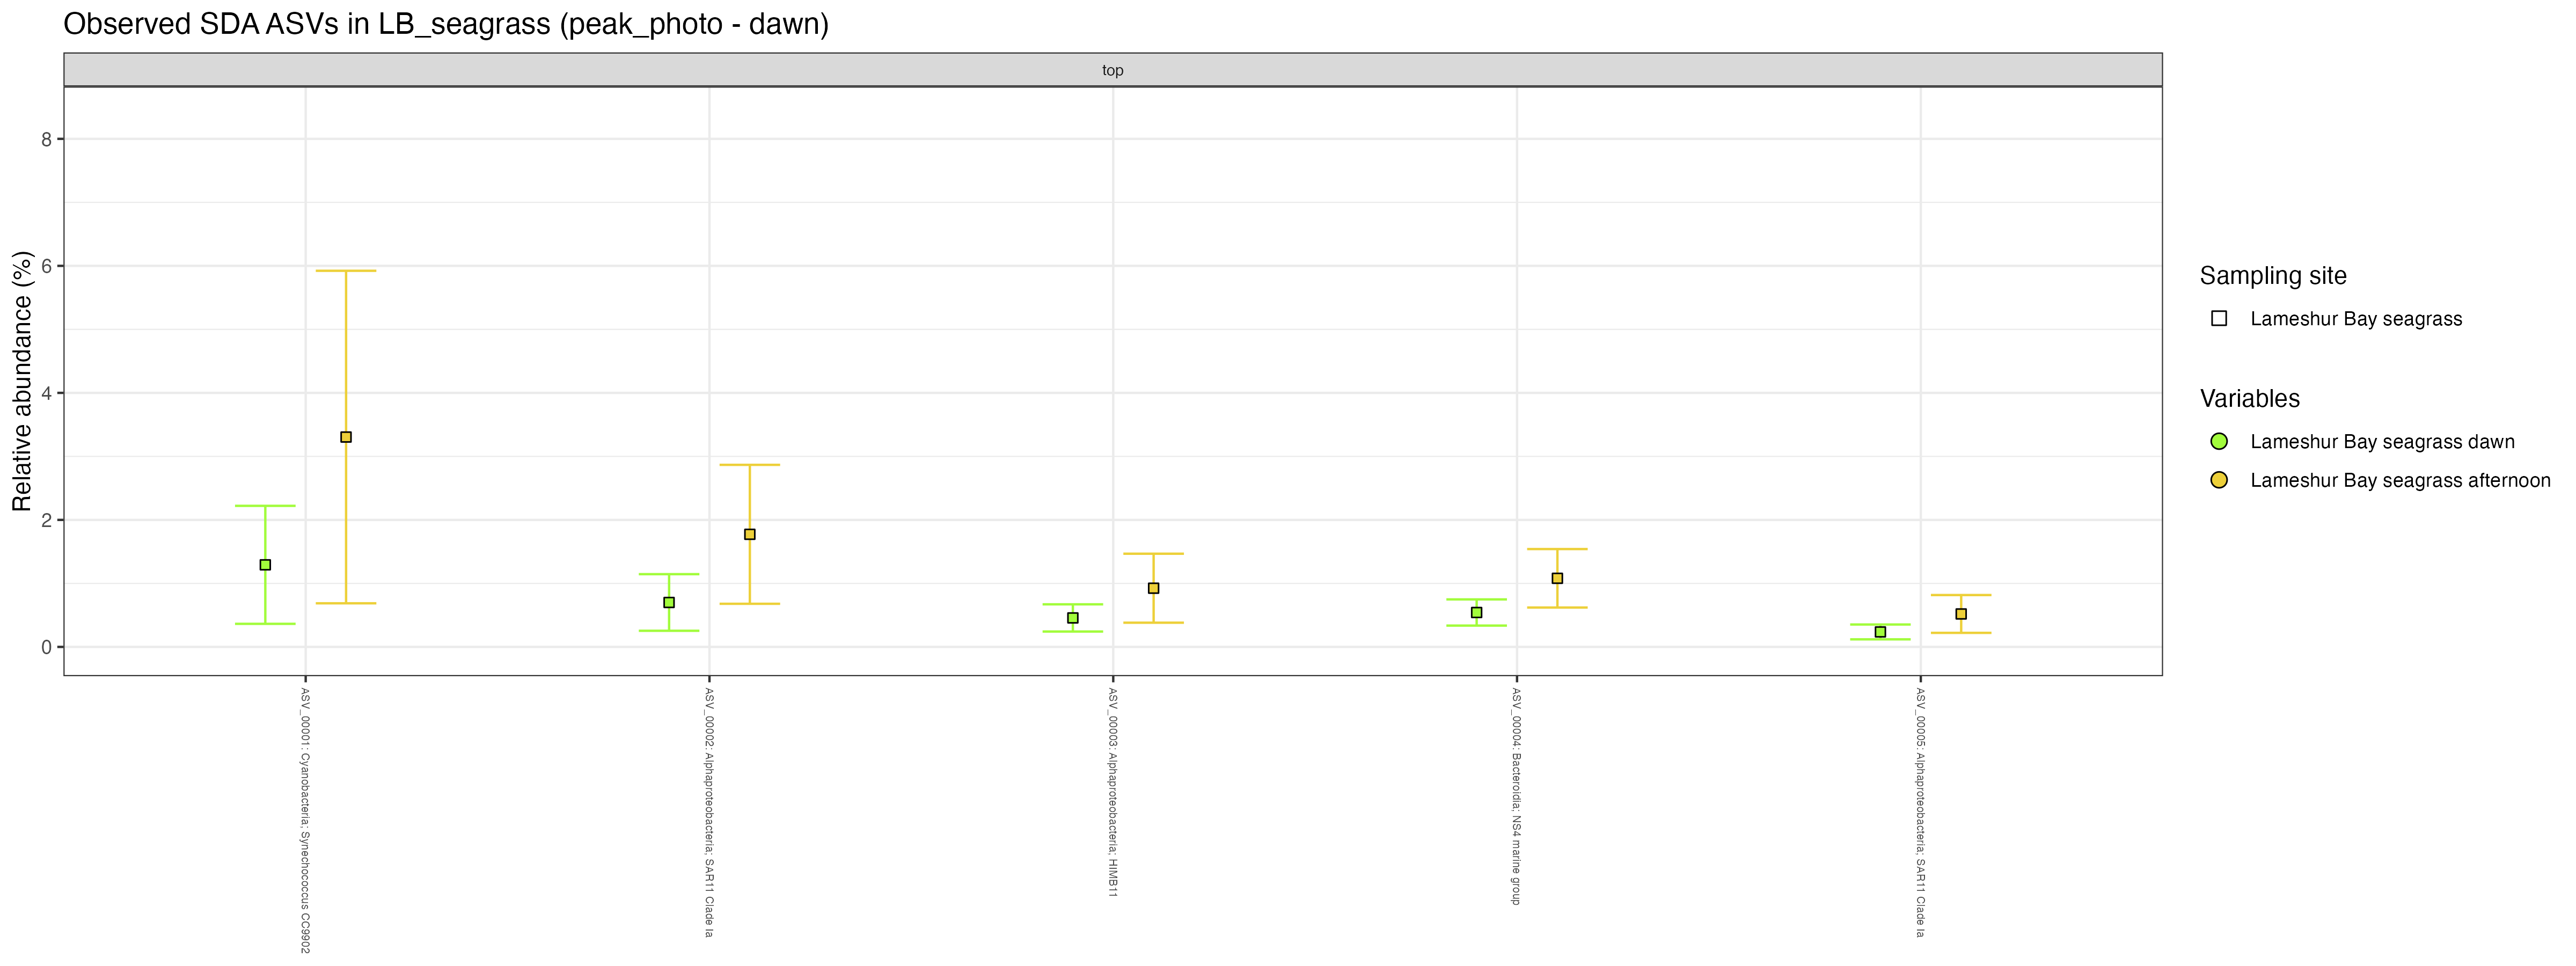 Observed SDA ASVs in LB_seagrass (peak_photo - dawn)
top
Relative abundance (%)
8
6
4
2
0
ASV_00001: Cyanobacteria; Synechococcus CC9902
ASV_00002: Alphaproteobacteria; SAR11 Clade Ia
ASV_00003: Alphaproteobacteria; HIMB11
ASV_00004: Bacteroidia; NS4 marine group
ASV_00005: Alphaproteobacteria; SAR11 Clade Ia
Sampling site
Lameshur Bay seagrass
Variables
Lameshur Bay seagrass dawn
Lameshur Bay seagrass afternoon